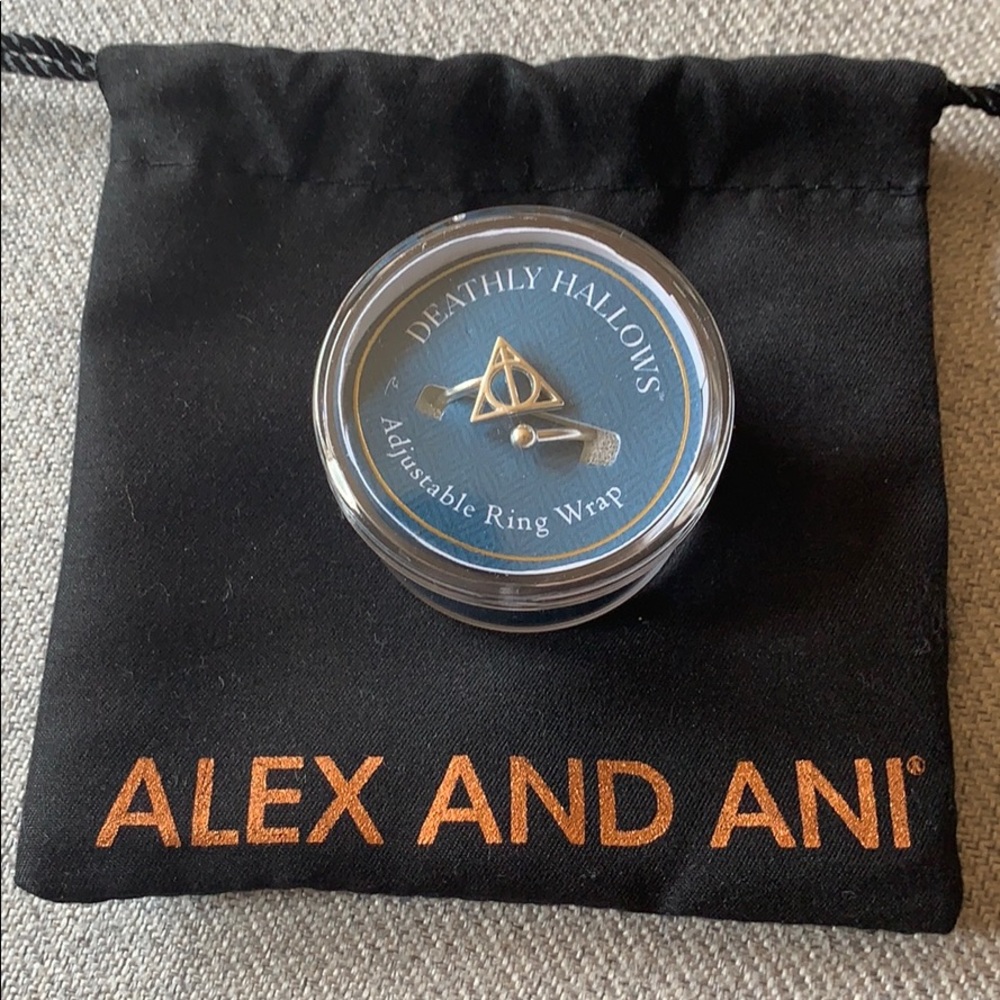 DEATHLY HALLOWS™
Adjustable Ring Wrap
ALEX AND ANI®